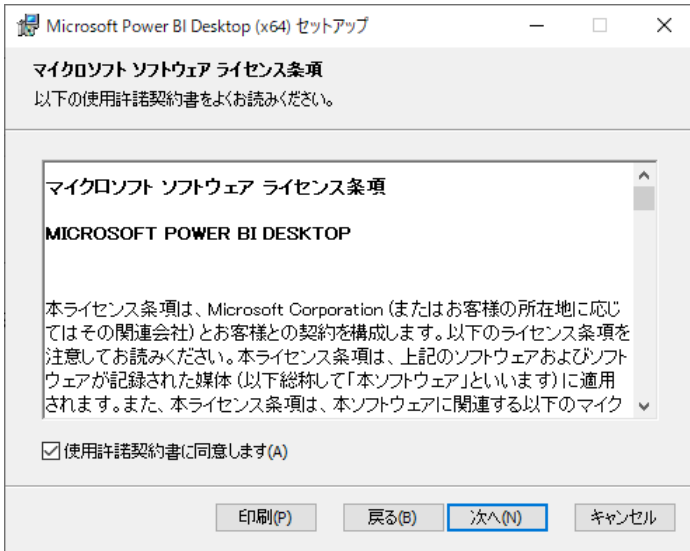 Microsoft Power BI Desktop (x64) セットアップ
マイクロソフト ソフトウェア ライセンス条項
以下の使用許諾契約書をよくお読みください。
マイクロソフト ソフトウェア ライセンス条項
MICROSOFT POWER BI DESKTOP
本ライセンス条項は、Microsoft Corporation (またはお客様の所在地に応じ
てはその関連会社) とお客様との契約を構成します。以下のライセンス条項を
注意してお読みください。本ライセンス条項は、上記のソフトウェアおよびソフト
ウェアが記録された媒体 (以下総称して「本ソフトウェア」といいます) に適用
されます。また、本ライセンス条項は、本ソフトウェアに関連する以下のマイク
使用許諾契約書に同意します(A)
印刷(P) 戻る(B) 次へ(N) キャンセル